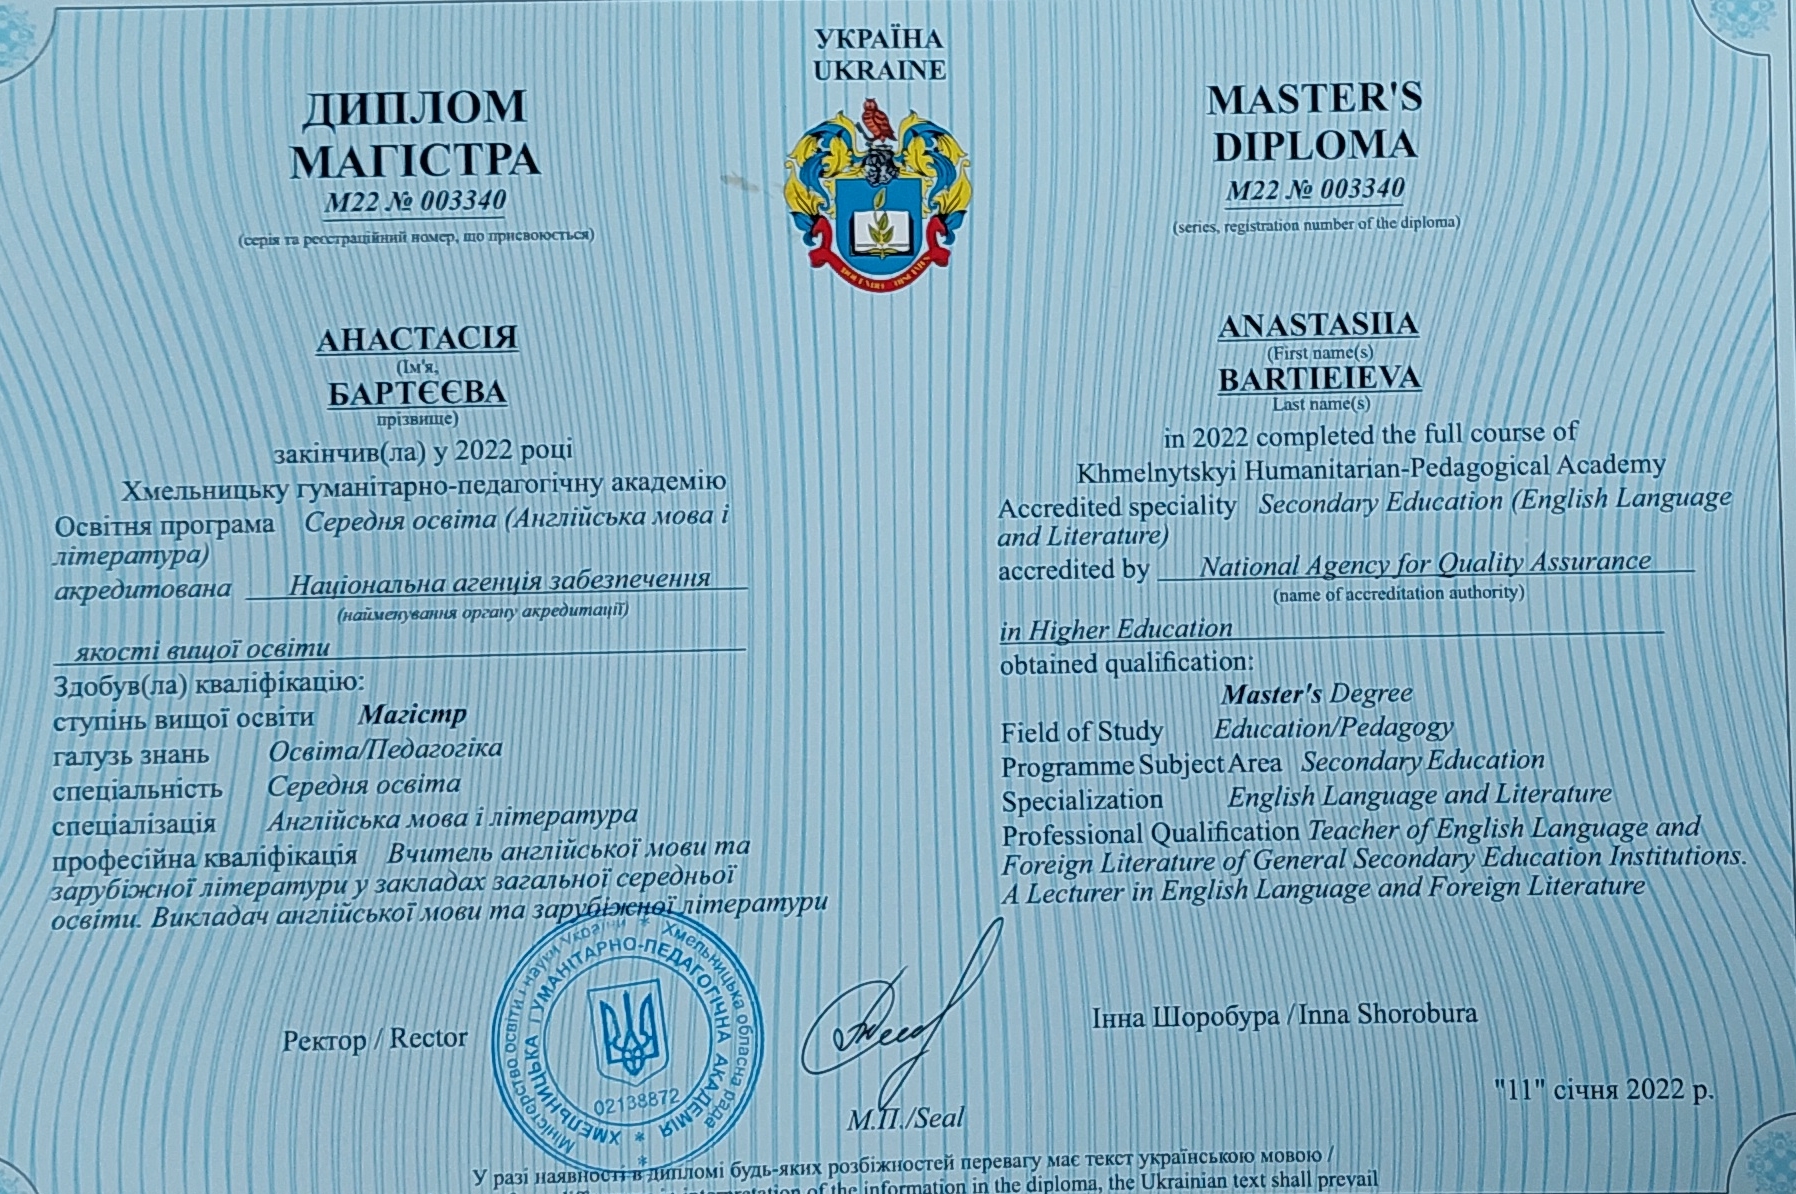 УКРАЇНА
UKRAINE
ДИПЛОМ
МАГІСТРА
М22 № 003340
(серія та реєстраційний номер, що присвоюється)
АНАСТАСІЯ
(Ім'я,
БАРТЄЄВА
прізвище)
закінчив(ла) у 2022 році
Хмельницьку гуманітарно-педагогічну академію
Освітня програма Середня освіта (Англійська мова і
література)
акредитована Національна агенція забезпечення
(найменування органу акредитації)
якості вищої освіти
Здобув(ла) кваліфікацію:
ступінь вищої освіти Магістр
галузь знань Освіта/Педагогіка
спеціальність Середня освіта
спеціалізація Англійська мова і література
професійна кваліфікація Вчитель англійської мови та
зарубіжної літератури у закладах загальної середньої
освіти. Викладач англійської мови та зарубіжної літератури
MASTER'S
DIPLOMA
М22 № 003340
(series, registration number of the diploma)
ANASTASIIA
(First name(s)
BARTIEIEVA
Last name(s)
in 2022 completed the full course of
Khmelnytskyi Humanitarian-Pedagogical Academy
Accredited speciality Secondary Education (English Language
and Literature)
accredited by National Agency for Quality Assurance
(name of accreditation authority)
in Higher Education
obtained qualification:
Master's Degree
Field of Study Education/Pedagogy
Programme Subject Area Secondary Education
Specialization English Language and Literature
Professional Qualification Teacher of English Language and
Foreign Literature of General Secondary Education Institutions.
A Lecturer in English Language and Foreign Literature
Ректор / Rector
Міністерство освіти і науки України * Хмельницька обласна рада *
ХМЕЛЬНИЦЬКА ГУМАНІТАРНО-ПЕДАГОГІЧНА АКАДЕМІЯ *
02138872
М.П./Seal
Інна Шоробура / Inna Shorobura
"11" січня 2022 р.
У разі наявності в дипломі будь-яких розбіжностей перевагу має текст українською мовою /
of the information in the diploma, the Ukrainian text shall prevail